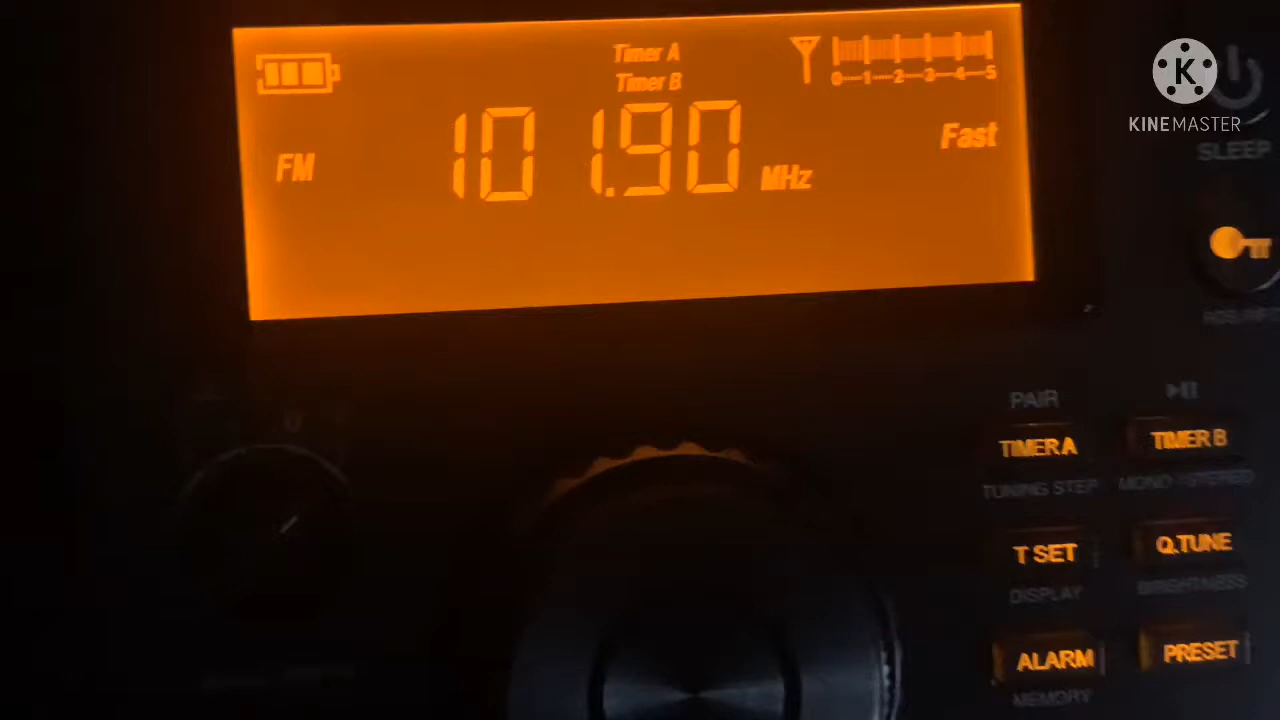 Timer A
Timer B
0 1 2 3 4 5
FM
101.90 MHz
Fast
K
KINEMASTER
SLEEP
PAIR
TIMER A
TIMER B
TUNING STEP
MONO / STEREO
T SET
Q.TUNE
DISPLAY
BRIGHTNESS
ALARM
PRESET
MEMORY